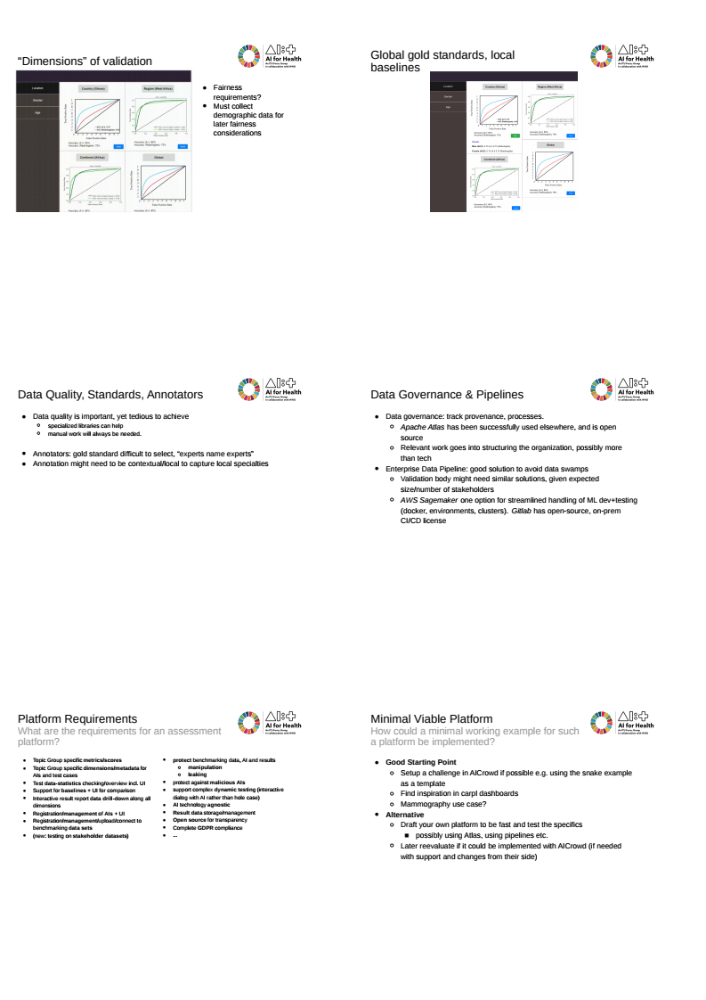 “Dimensions” of validation
AI for Health
Location
Gender
Age
Country (Ghana)
Region (West Africa)
Continent (Africa)
Global
● Fairness
requirements?
● Must collect
demographic data for
later fairness
considerations
Global gold standards, local
baselines
AI for Health
Location
Gender
Age
Country (Ghana)
Region (West Africa)
Continent (Africa)
Global
Data Quality, Standards, Annotators
AI for Health
● Data quality is important, yet tedious to achieve
○ specialized libraries can help
○ manual work will always be needed.
● Annotators: gold standard difficult to select, “experts name experts”
● Annotation might need to be contextual/local to capture local specialties
Data Governance & Pipelines
AI for Health
● Data governance: track provenance, processes.
○ Apache Atlas has been successfully used elsewhere, and is open
source
○ Relevant work goes into structuring the organization, possibly more
than tech
● Enterprise Data Pipeline: good solution to avoid data swamps
○ Validation body might need similar solutions, given expected
size/number of stakeholders
○ AWS Sagemaker one option for streamlined handling of ML dev+testing
(docker, environments, clusters). Gitlab has open-source, on-prem
CI/CD license
Platform Requirements
What are the requirements for an assessment
platform?
AI for Health
● Topic Group specific metrics/scores
● Topic Group specific dimensions/metadata for
AIs and test cases
● Test data-statistics checking/overview incl. UI
● Support for baselines + UI for comparison
● Interactive result report data drill-down along all
dimensions
● Registration/management of AIs + UI
● Registration/management/upload/connect to
benchmarking data sets
● (new: testing on stakeholder datasets)
● protect benchmarking data, AI and results
○ manipulation
○ leaking
● protect against malicious AIs
● support complex dynamic testing (interactive
dialog with AI rather than hole case)
● AI technology agnostic
● Result data storage/management
● Open source for transparency
● Complete GDPR compliance
● ...
Minimal Viable Platform
How could a minimal working example for such
a platform be implemented?
AI for Health
● Good Starting Point
○ Setup a challenge in AICrowd if possible e.g. using the snake example
as a template
○ Find inspiration in carpl dashboards
○ Mammography use case?
● Alternative
○ Draft your own platform to be fast and test the specifics
■ possibly using Atlas, using pipelines etc.
○ Later reevaluate if it could be implemented with AICrowd (if needed
with support and changes from their side)